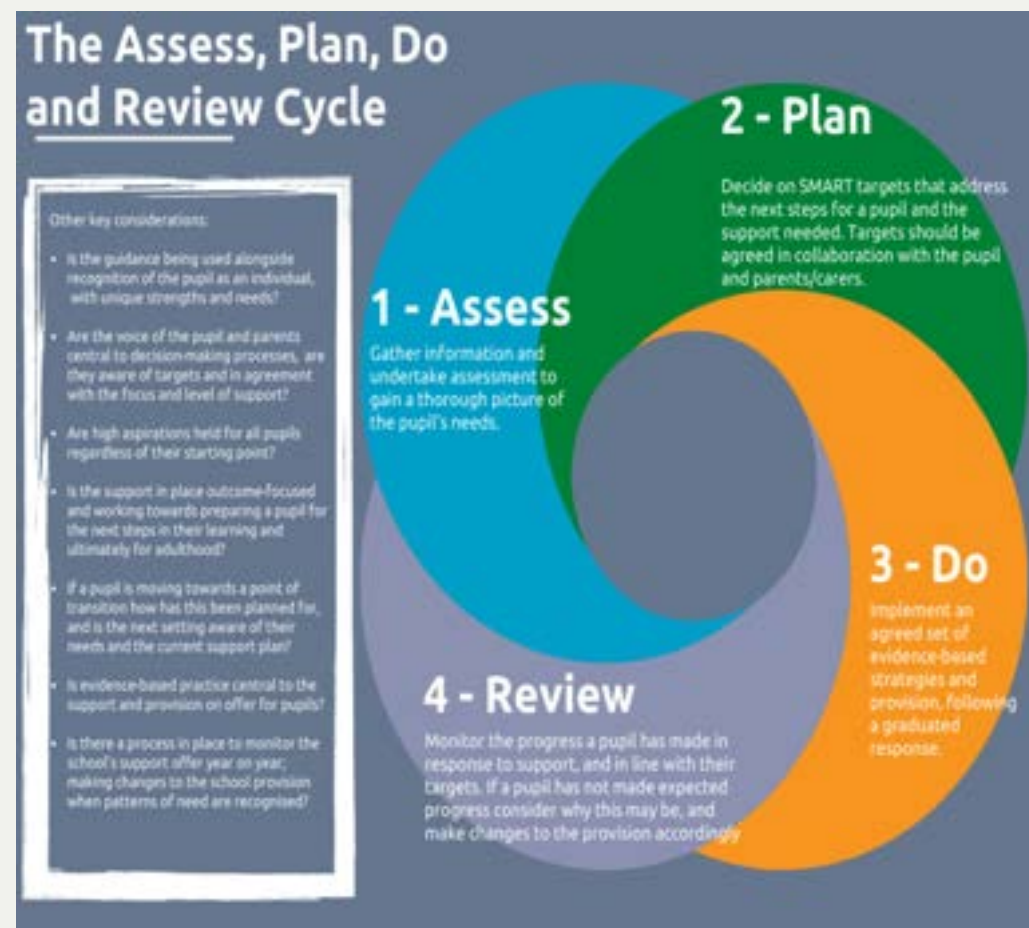 The Assess, Plan, Do
and Review Cycle
Other key considerations:
• Is the guidance being used alongside
recognition of the pupil as an individual,
with unique strengths and needs?
• Are the voice of the pupil and parents
central to decision-making processes, are
they aware of targets and in agreement
with the focus and level of support?
• Are high aspirations held for all pupils
regardless of their starting point?
• Is the support in place outcome-focused
and working towards preparing a pupil for
the next steps in their learning and
ultimately for adulthood?
• If a pupil is moving towards a point of
transition how has this been planned for,
and is the next setting aware of their
needs and the current support plan?
• Is evidence-based practice central to the
support and provision on offer for pupils?
• Is there a process in place to monitor the
school's support offer year on year,
making changes to the school provision
when patterns of need are recognised?
1 - Assess
Gather information and
undertake assessment to
gain a thorough picture of
the pupil's needs.
2 - Plan
Decide on SMART targets that address
the next steps for a pupil and the
support needed. Targets should be
agreed in collaboration with the pupil
and parents/carers.
3 - Do
Implement an
agreed set of
evidence-based
strategies and
provision, following
a graduated
response.
4 - Review
Monitor the progress a pupil has made in
response to support, and in line with their
targets. If a pupil has not made expected
progress consider why this may be, and
make changes to the provision accordingly